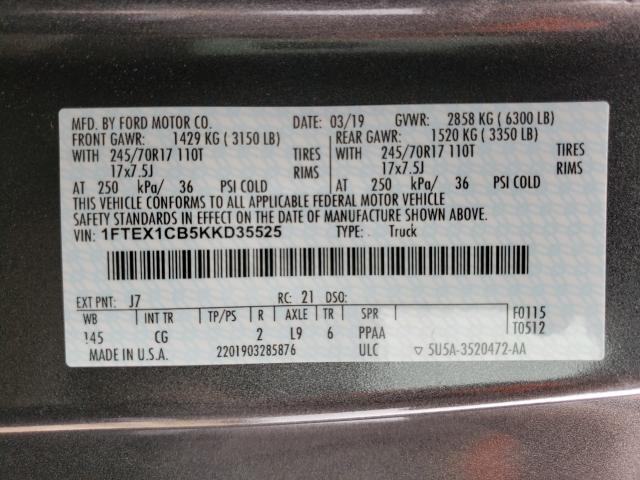 MFD. BY FORD MOTOR CO. DATE: 03/19 GVWR: 2858 KG ( 6300 LB)
FRONT GAWR: 1429 KG ( 3150 LB) REAR GAWR: 1520 KG ( 3350 LB)
WITH 245/70R17 110T TIRES WITH 245/70R17 110T TIRES
17x7.5J RIMS 17x7.5J RIMS
AT 250 kPa/ 36 PSI COLD AT 250 kPa/ 36 PSI COLD
THIS VEHICLE CONFORMS TO ALL APPLICABLE FEDERAL MOTOR VEHICLE
SAFETY STANDARDS IN EFFECT ON THE DATE OF MANUFACTURE SHOWN ABOVE.
VIN: 1FTEX1CB5KKD35525 TYPE: Truck
EXT PNT: J7 RC: 21 DSO:
WB INT TR TP/PS R AXLE TR SPR F0115
145 CG 2 L9 6 PPAA T0512
MADE IN U.S.A. 2201903285876 ULC ▽ 5U5A-3520472-AA